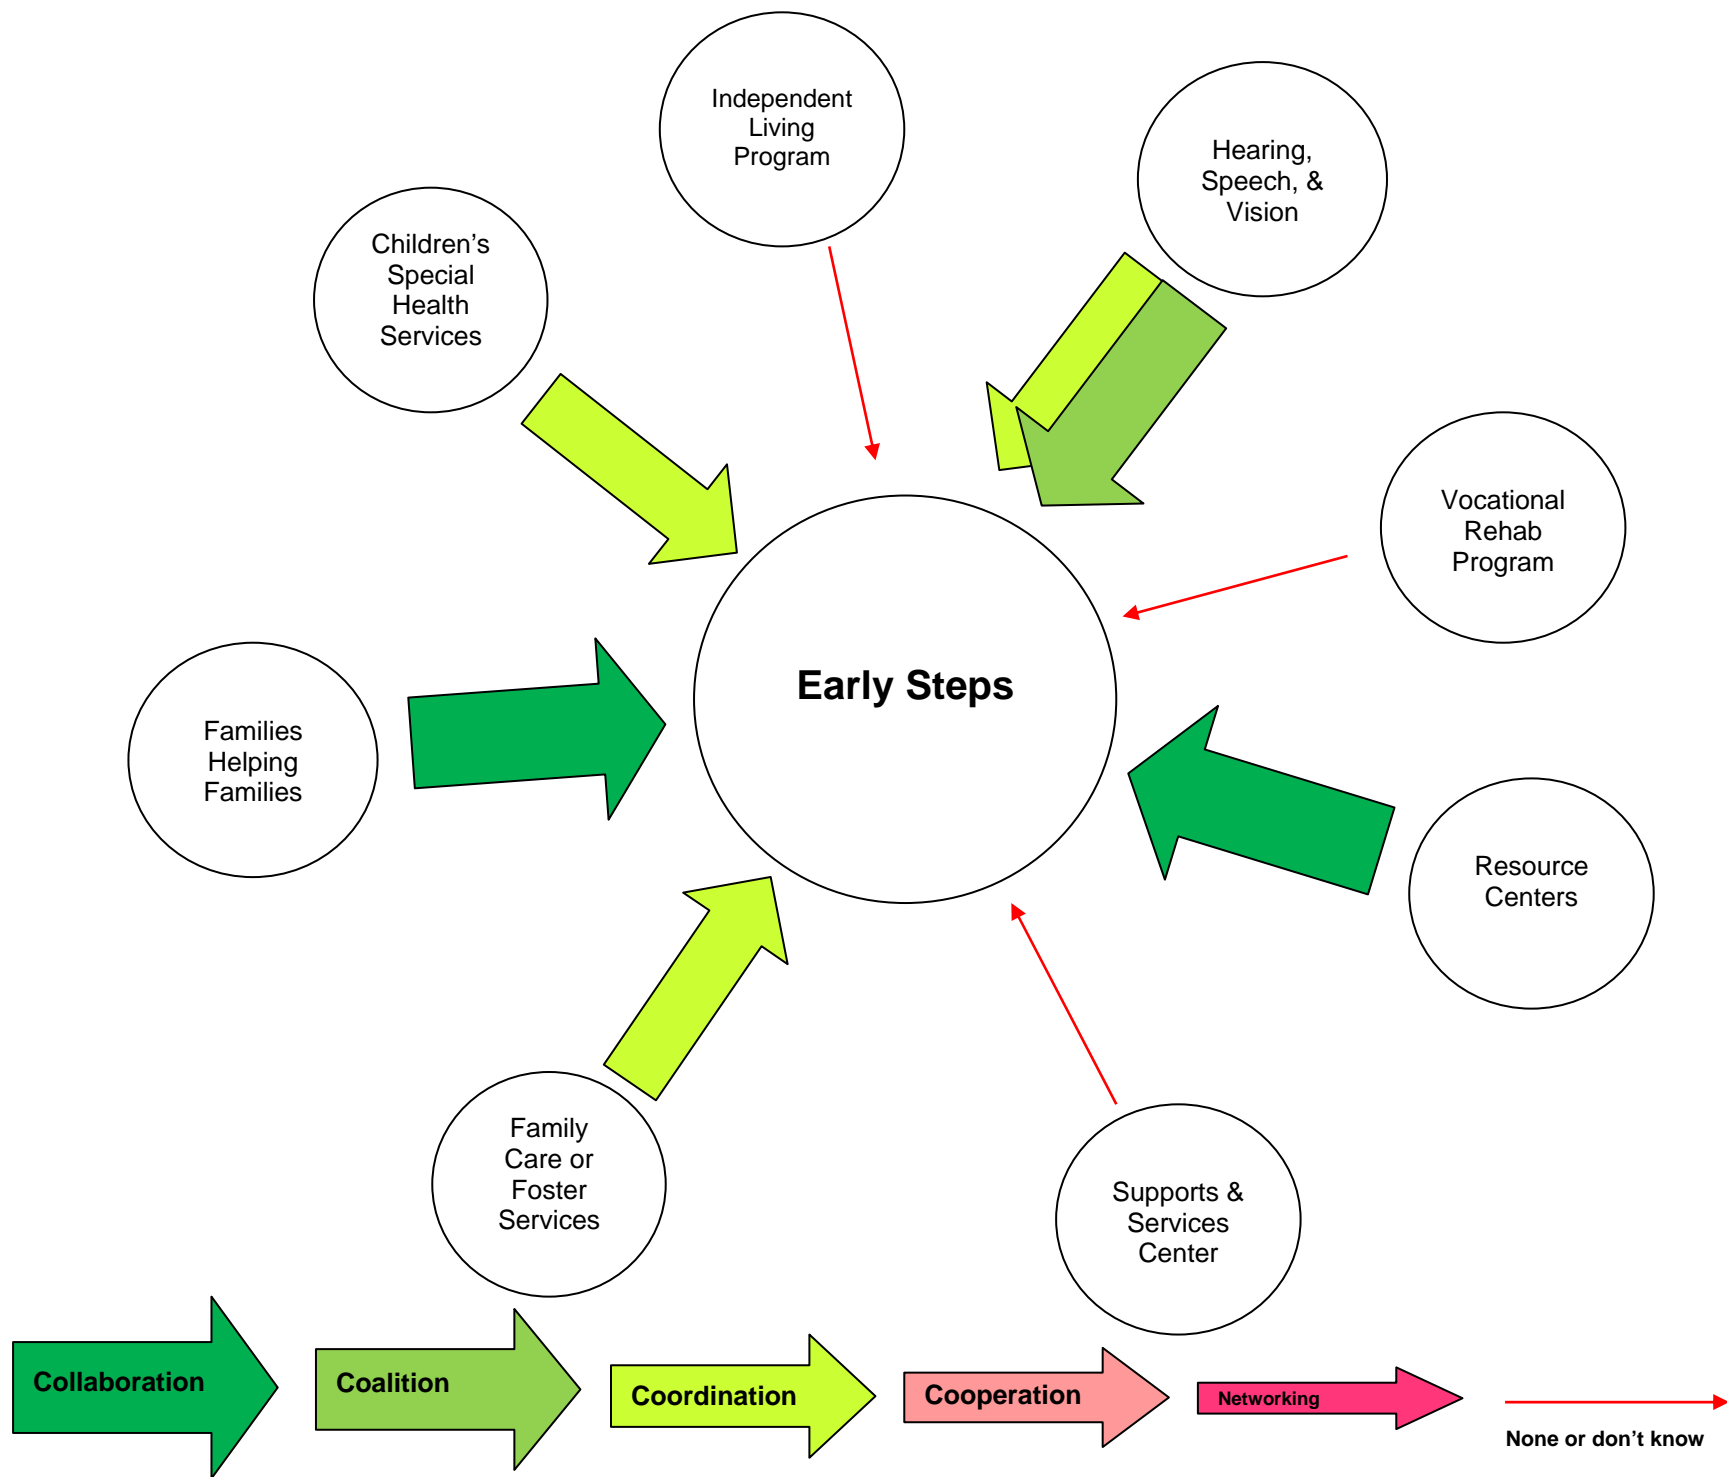 Independent
Living
Program
Hearing,
Speech, &
Vision
Children’s
Special
Health
Services
Vocational
Rehab
Program
Early Steps
Families
Helping
Families
Resource
Centers
Family
Care or
Foster
Services
Supports &
Services
Center
Collaboration
Coalition
Coordination
Cooperation
Networking
None or don’t know